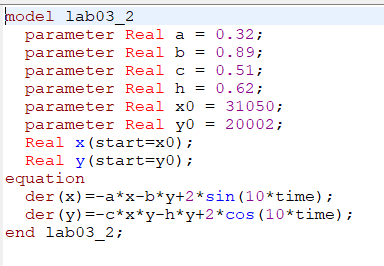 model lab03_2
  parameter Real a = 0.32;
  parameter Real b = 0.89;
  parameter Real c = 0.51;
  parameter Real h = 0.62;
  parameter Real x0 = 31050;
  parameter Real y0 = 20002;
  Real x(start=x0);
  Real y(start=y0);
equation
  der(x)=-a*x-b*y+2*sin(10*time);
  der(y)=-c*x*y-h*y+2*cos(10*time);
end lab03_2;